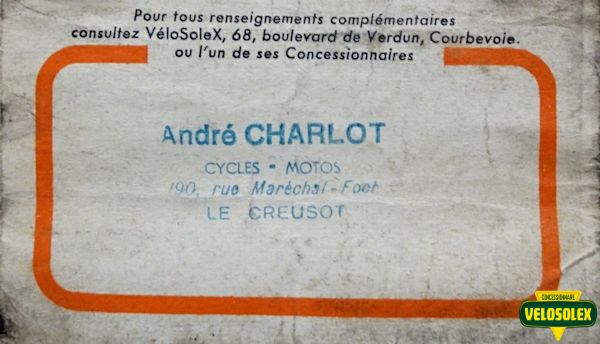 Pour tous renseignements complémentaires
consultez VéloSoleX, 68, boulevard de Verdun, Courbevoie.
ou l'un de ses Concessionnaires
André CHARLOT
CYCLES - MOTOS
190, rue Maréchal-Foch
LE CREUSOT
CONCESSIONNAIRE
VELOSOLEX